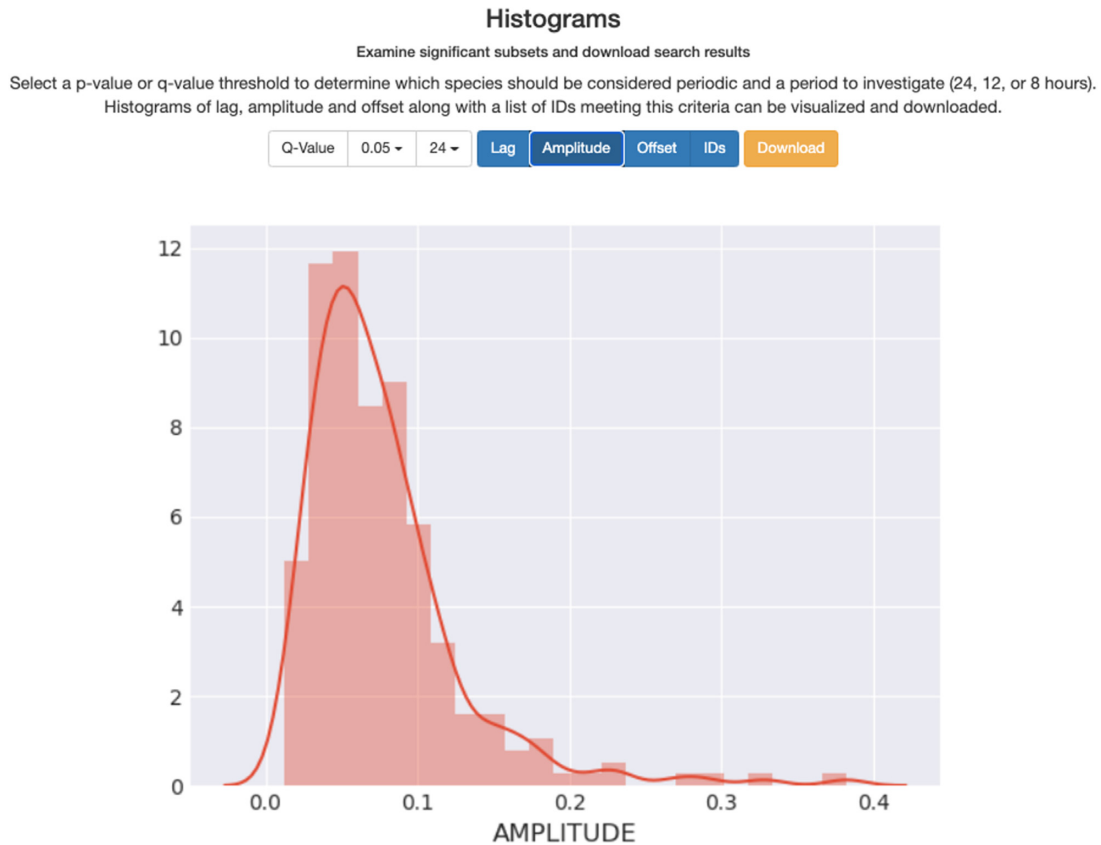 Histograms
Examine significant subsets and download search results
Select a p-value or q-value threshold to determine which species should be considered periodic and a period to investigate (24, 12, or 8 hours).
Histograms of lag, amplitude and offset along with a list of IDs meeting this criteria can be visualized and downloaded.
Q-Value 0.05 24 Lag Amplitude Offset IDs Download
12
10
8
6
4
2
0
0.0 0.1 0.2 0.3 0.4
AMPLITUDE